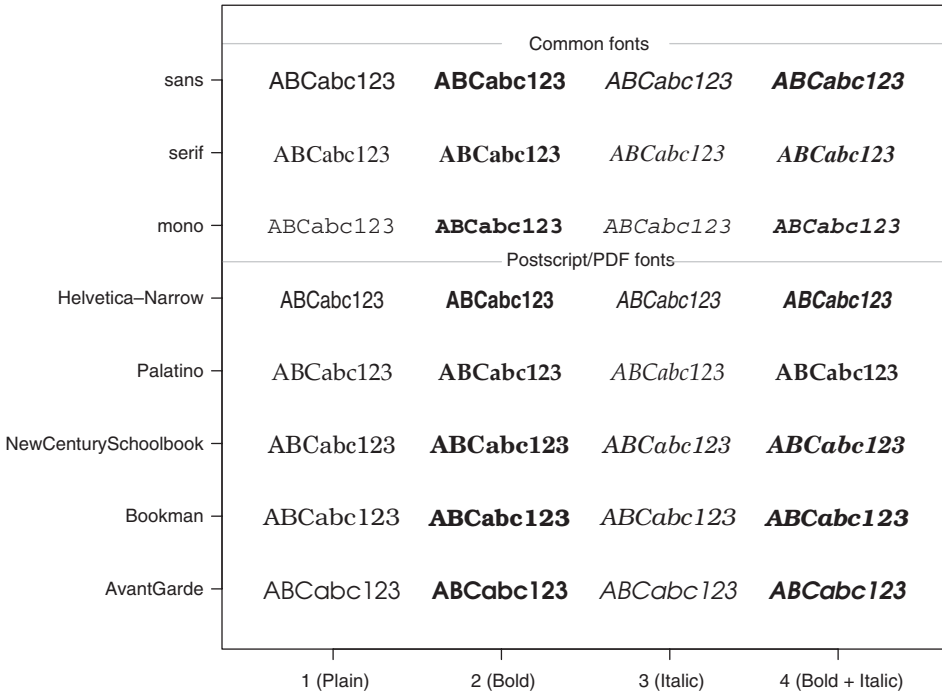 Common fonts
sans ABCabc123 ABCabc123 ABCabc123 ABCabc123
serif ABCabc123 ABCabc123 ABCabc123 ABCabc123
mono ABCabc123 ABCabc123 ABCabc123 ABCabc123
Postscript/PDF fonts
Helvetica–Narrow ABCabc123 ABCabc123 ABCabc123 ABCabc123
Palatino ABCabc123 ABCabc123 ABCabc123 ABCabc123
NewCenturySchoolbook ABCabc123 ABCabc123 ABCabc123 ABCabc123
Bookman ABCabc123 ABCabc123 ABCabc123 ABCabc123
AvantGarde ABCabc123 ABCabc123 ABCabc123 ABCabc123
1 (Plain) 2 (Bold) 3 (Italic) 4 (Bold + Italic)